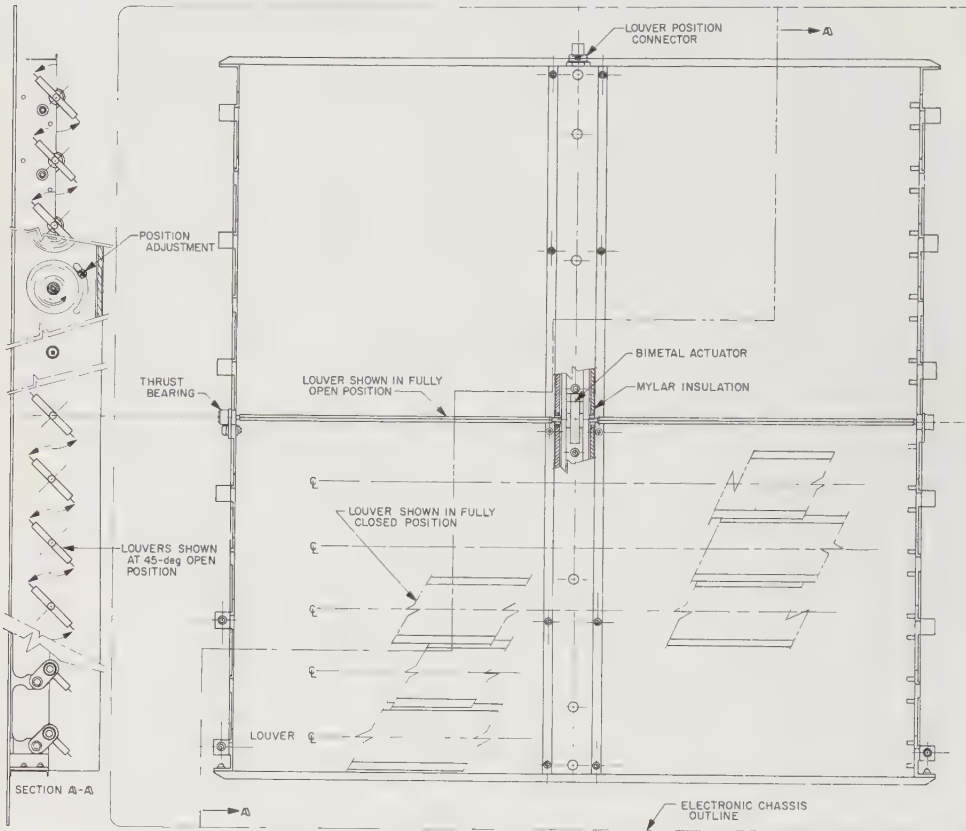 LOUVER POSITION
CONNECTOR
A
POSITION
ADJUSTMENT
BIMETAL ACTUATOR
MYLAR INSULATION
THRUST
BEARING
LOUVER SHOWN IN FULLY
OPEN POSITION
℄
LOUVER SHOWN IN FULLY
CLOSED POSITION
℄
LOUVERS SHOWN
AT 45-deg OPEN
POSITION
℄
℄
LOUVER ℄
SECTION A-A
A
ELECTRONIC CHASSIS
OUTLINE